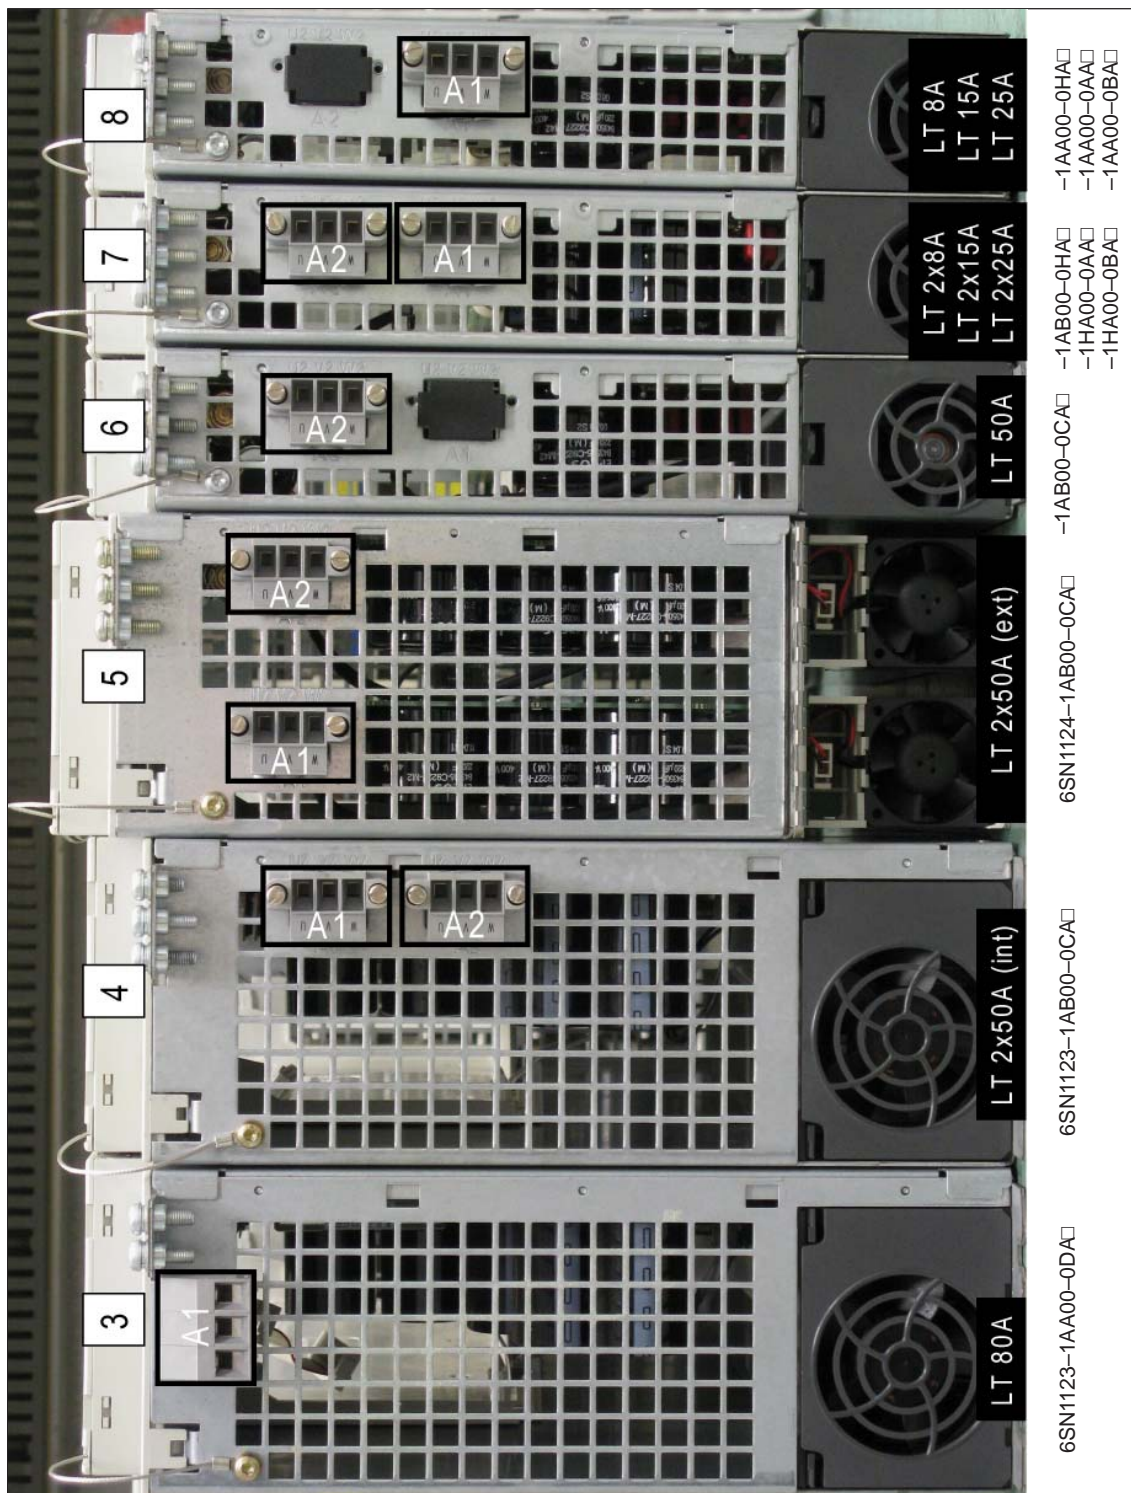 3
4
5
6
7
8
A1
A1
A2
A1
A2
A2
A2
A1
A1
LT 80A
LT 2x50A (int)
LT 2x50A (ext)
LT 50A
LT 2x8A
LT 2x15A
LT 2x25A
LT 8A
LT 15A
LT 25A
6SN1123–1AA00–0DA□
6SN1123–1AB00–0CA□
6SN1124–1AB00–0CA□
–1AB00–0CA□
–1AB00–0HA□
–1HA00–0AA□
–1HA00–0BA□
–1AA00–0HA□
–1AA00–0AA□
–1AA00–0BA□